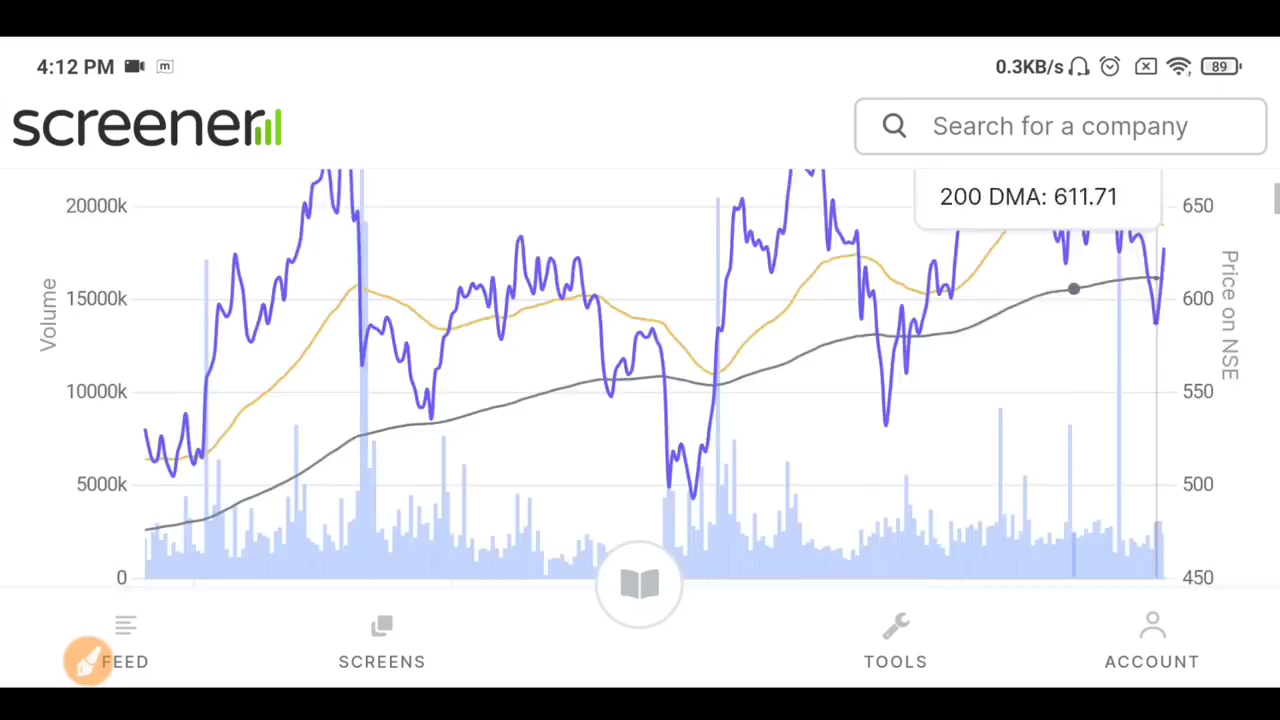 4:12 PM m 0.3KB/s 89
screener
Search for a company
200 DMA: 611.71
20000k 650
15000k 600
10000k 550
5000k 500
0 450
Volume
Price on NSE
FEED SCREENS TOOLS ACCOUNT